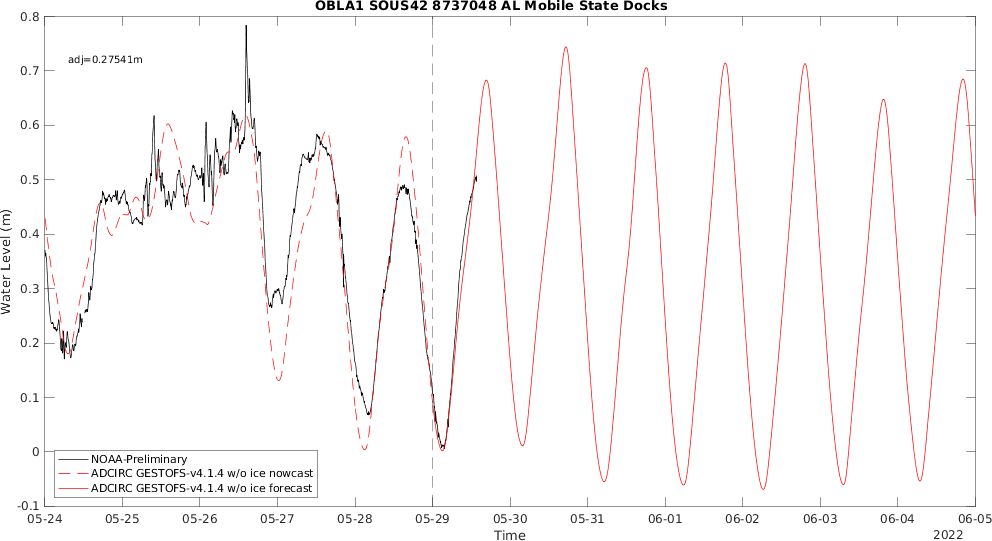 OBLA1 SOUS42 8737048 AL Mobile State Docks
adj=0.27541m
0.8
0.7
0.6
0.5
0.4
0.3
0.2
0.1
0
-0.1
Water Level (m)
NOAA-Preliminary
ADCIRC GESTOFS-v4.1.4 w/o ice nowcast
ADCIRC GESTOFS-v4.1.4 w/o ice forecast
05-24 05-25 05-26 05-27 05-28 05-29 05-30 05-31 06-01 06-02 06-03 06-04 06-05
Time
2022